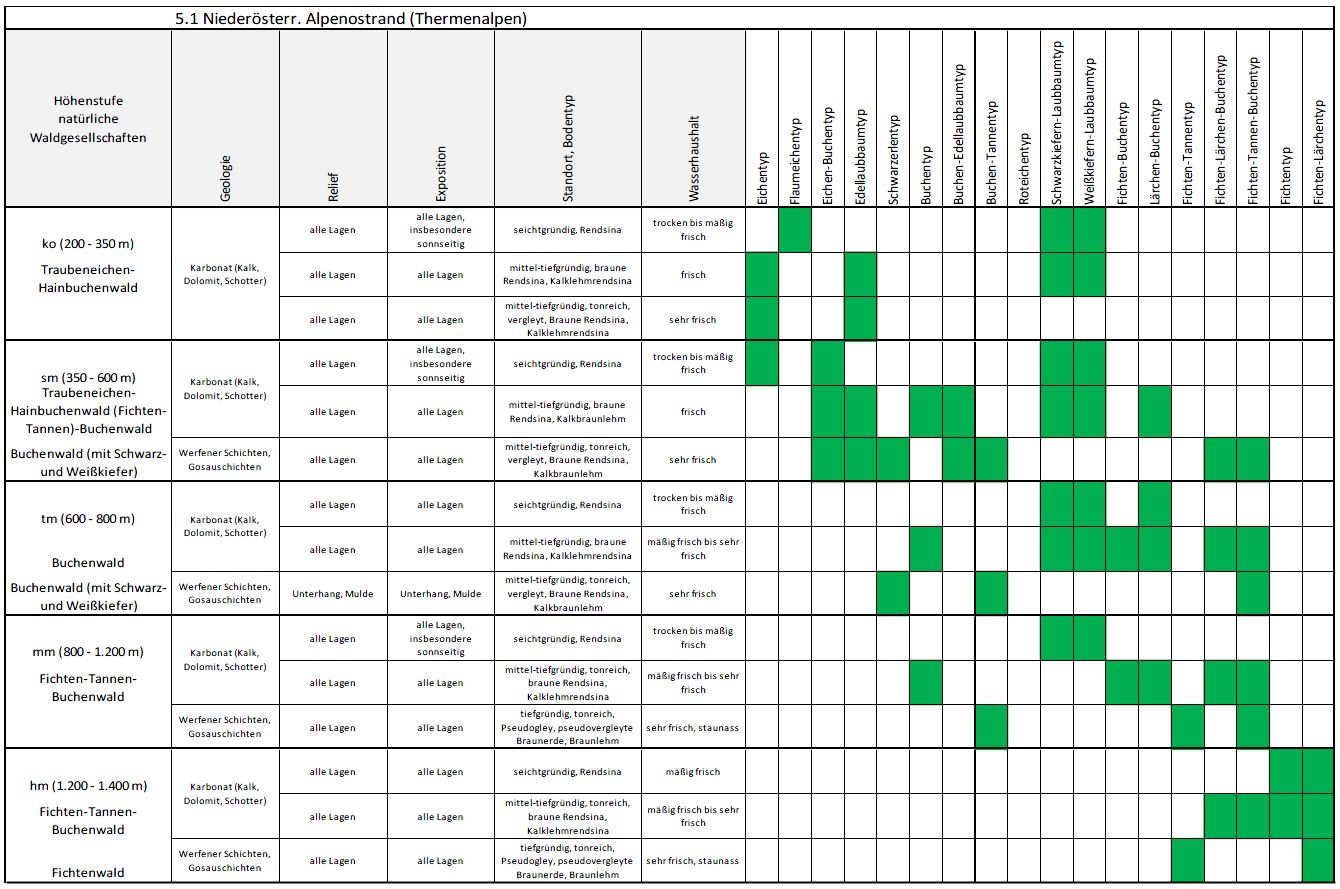 5.1 Niederösterr. Alpenostrand (Thermenalpen)
Höhenstufe
natürliche
Waldgesellschaften
Geologie
Relief
Exposition
Standort, Bodentyp
Wasserhaushalt
Eichentyp
Flaumeichentyp
Eichen-Buchentyp
Edellaubbaumtyp
Schwarzerlentyp
Buchentyp
Buchen-Edellaubbaumtyp
Buchen-Tannentyp
Roteichentyp
Schwarzkiefern-Laubbaumtyp
Weißkiefern-Laubbaumtyp
Fichten-Buchentyp
Lärchen-Buchentyp
Fichten-Tannentyp
Fichten-Lärchen-Buchentyp
Fichten-Tannen-Buchentyp
Fichtentyp
Fichten-Lärchentyp
ko (200 - 350 m)
Traubeneichen-
Hainbuchenwald
Karbonat (Kalk,
Dolomit, Schotter)
alle Lagen
alle Lagen,
insbesondere
sonnseitig
seichtgründig, Rendsina
trocken bis mäßig
frisch
alle Lagen
alle Lagen
mittel-tiefgründig, braune
Rendsina, Kalklehmrendsina
frisch
alle Lagen
alle Lagen
mittel-tiefgründig, tonreich,
vergleyt, Braune Rendsina,
Kalklehmrendsina
sehr frisch
sm (350 - 600 m)
Traubeneichen-
Hainbuchenwald (Fichten-
Tannen)-Buchenwald
Buchenwald (mit Schwarz-
und Weißkiefer)
Karbonat (Kalk,
Dolomit, Schotter)
alle Lagen
alle Lagen,
insbesondere
sonnseitig
seichtgründig, Rendsina
trocken bis mäßig
frisch
alle Lagen
alle Lagen
mittel-tiefgründig, braune
Rendsina, Kalkbraunlehm
frisch
Werfener Schichten,
Gosauschichten
alle Lagen
alle Lagen
mittel-tiefgründig, tonreich,
vergleyt, Braune Rendsina,
Kalkbraunlehm
sehr frisch
tm (600 - 800 m)
Buchenwald
Buchenwald (mit Schwarz-
und Weißkiefer)
Karbonat (Kalk,
Dolomit, Schotter)
alle Lagen
alle Lagen
seichtgründig, Rendsina
trocken bis mäßig
frisch
alle Lagen
alle Lagen
mittel-tiefgründig, braune
Rendsina, Kalklehmrendsina
mäßig frisch bis sehr
frisch
Werfener Schichten,
Gosauschichten
Unterhang, Mulde
Unterhang, Mulde
mittel-tiefgründig, tonreich,
vergleyt, Braune Rendsina,
Kalkbraunlehm
sehr frisch
mm (800 - 1.200 m)
Fichten-Tannen-
Buchenwald
Karbonat (Kalk,
Dolomit, Schotter)
alle Lagen
alle Lagen,
insbesondere
sonnseitig
seichtgründig, Rendsina
trocken bis mäßig
frisch
alle Lagen
alle Lagen
mittel-tiefgründig, tonreich,
braune Rendsina,
Kalklehmrendsina
mäßig frisch bis sehr
frisch
Werfener Schichten,
Gosauschichten
alle Lagen
alle Lagen
tiefgründig, tonreich,
Pseudogley, pseudovergleyte
Braunerde, Braunlehm
sehr frisch, staunass
hm (1.200 - 1.400 m)
Fichten-Tannen-
Buchenwald
Fichtenwald
Karbonat (Kalk,
Dolomit, Schotter)
alle Lagen
alle Lagen
seichtgründig, Rendsina
mäßig frisch
alle Lagen
alle Lagen
mittel-tiefgründig, tonreich,
braune Rendsina,
Kalklehmrendsina
mäßig frisch bis sehr
frisch
Werfener Schichten,
Gosauschichten
alle Lagen
alle Lagen
tiefgründig, tonreich,
Pseudogley, pseudovergleyte
Braunerde, Braunlehm
sehr frisch, staunass